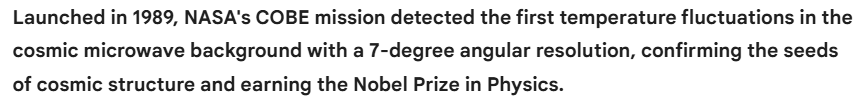 Launched in 1989, NASA's COBE mission detected the first temperature fluctuations in the
cosmic microwave background with a 7-degree angular resolution, confirming the seeds
of cosmic structure and earning the Nobel Prize in Physics.